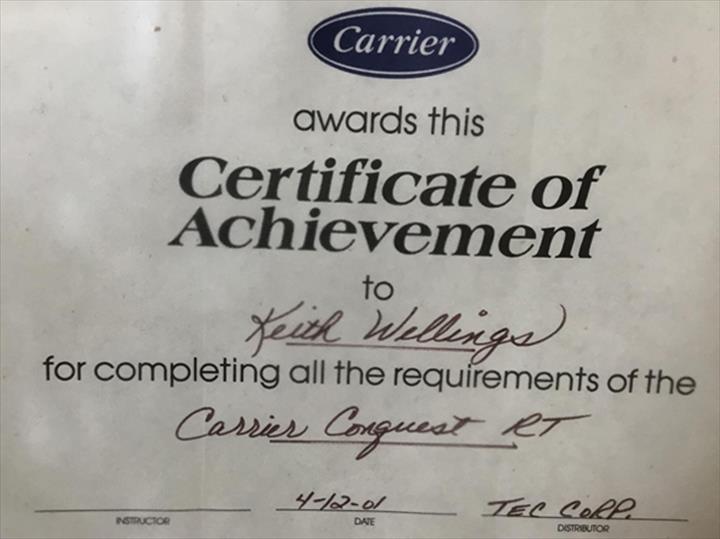 Carrier
awards this
Certificate of
Achievement
to
Keith Wellings
for completing all the requirements of the
Carrier Conquest RT
4-12-01 TEC CORP.
INSTRUCTOR DATE DISTRIBUTOR